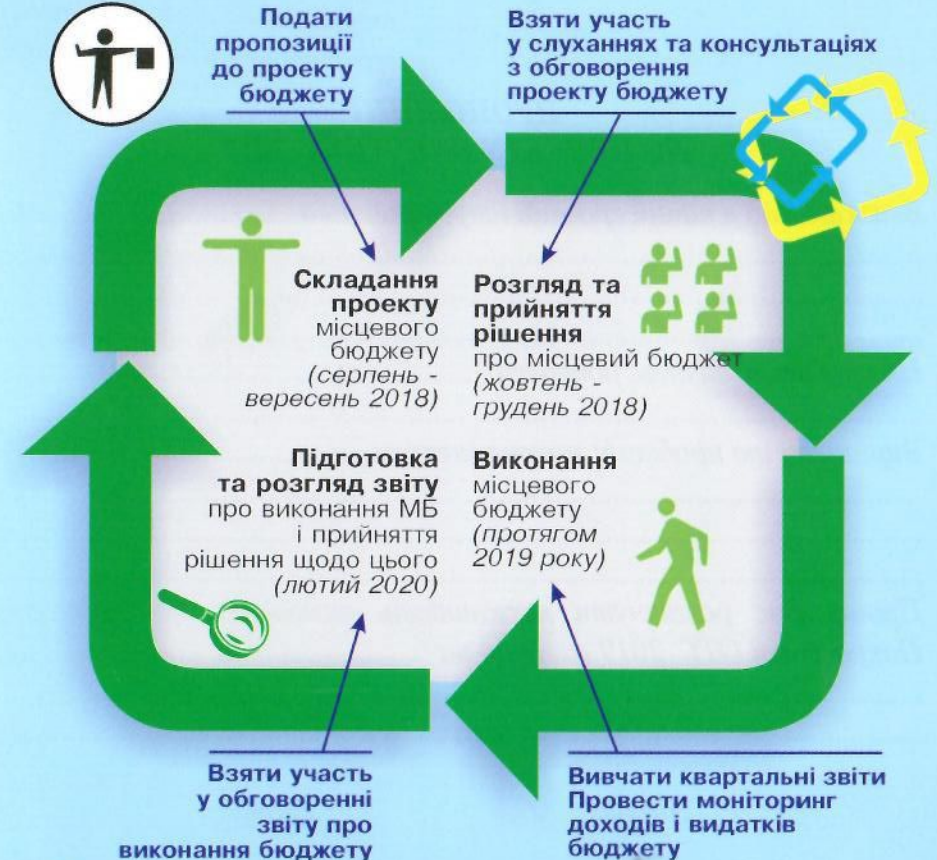 Подати
пропозиції
до проекту
бюджету
Взяти участь
у слуханнях та консультаціях
з обговорення
проекту бюджету
Складання
проекту
місцевого
бюджету
(серпень -
вересень 2018)
Розгляд та
прийняття
рішення
про місцевий бюджет
(жовтень -
грудень 2018)
Підготовка
та розгляд звіту
про виконання МБ
і прийняття
рішення щодо цього
(лютий 2020)
Виконання
місцевого
бюджету
(протягом
2019 року)
Взяти участь
у обговоренні
звіту про
виконання бюджету
Вивчати квартальні звіти
Провести моніторинг
доходів і видатків
бюджету